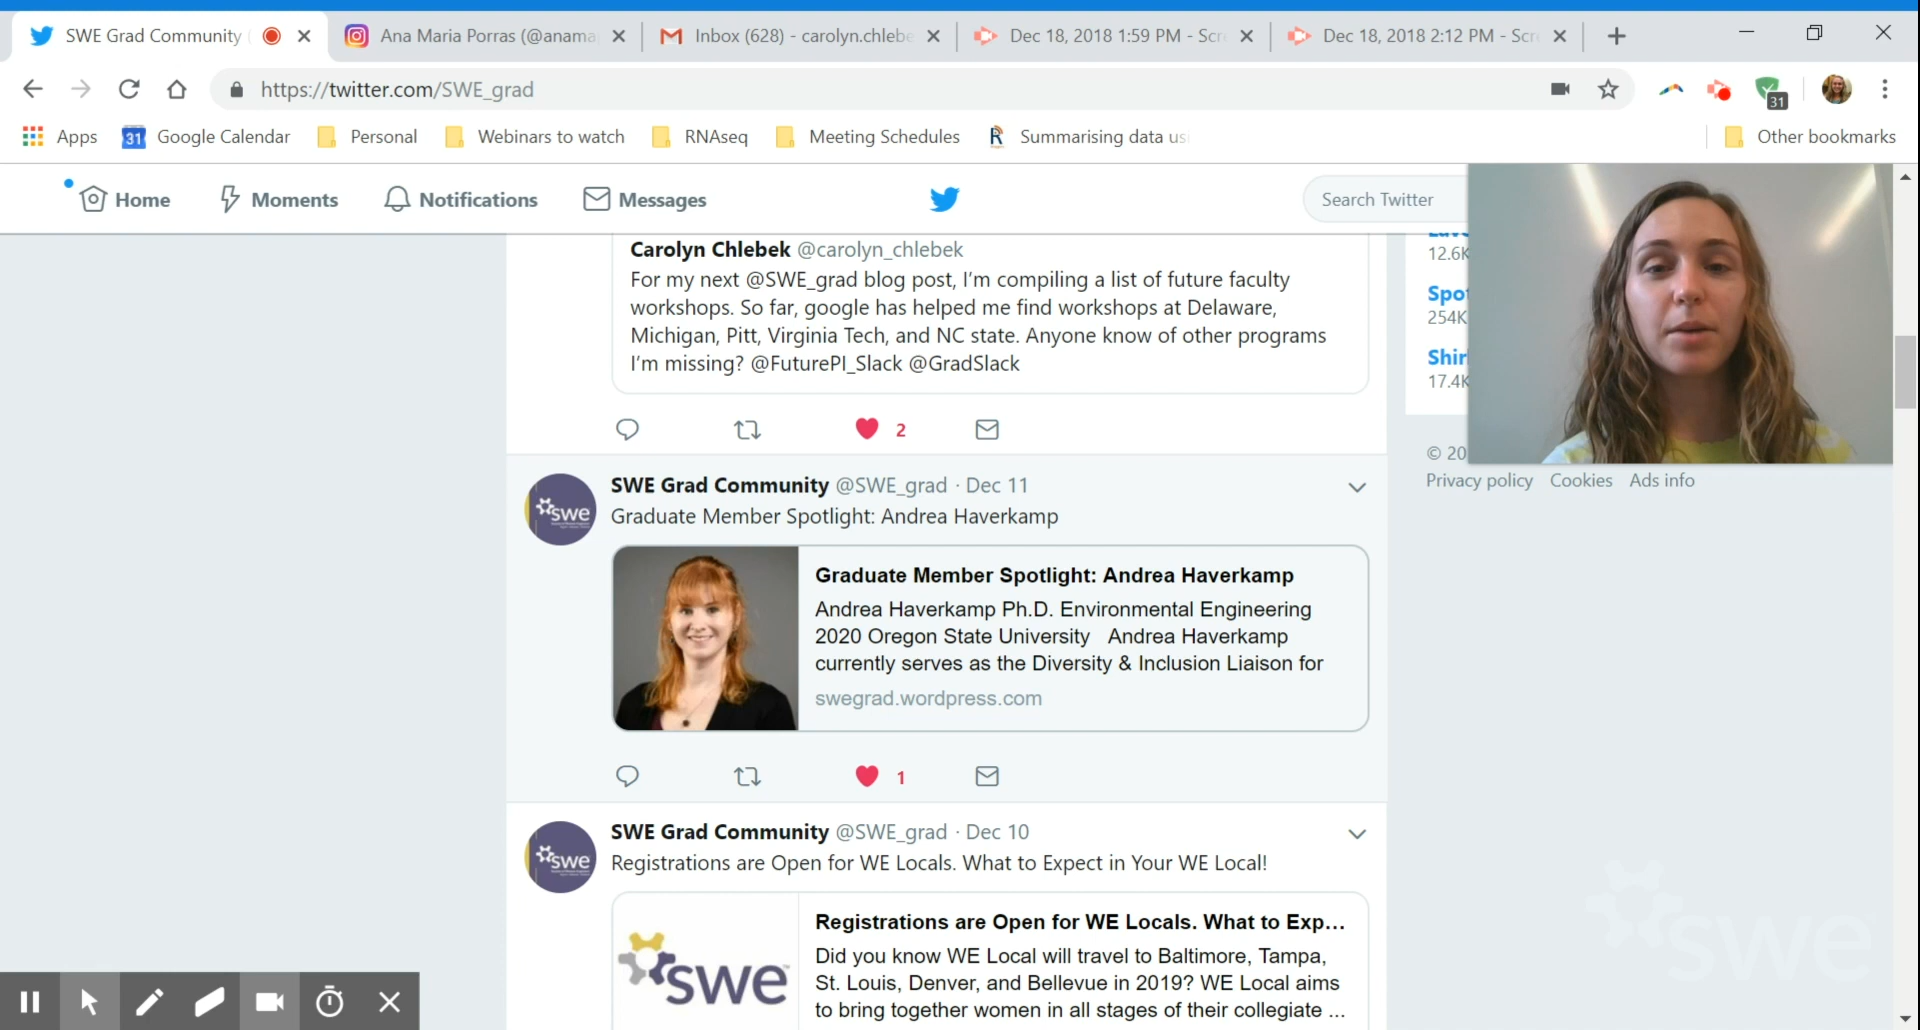 SWE Grad Community
Ana Maria Porras (@anama
Inbox (628) - carolyn.chlebe
Dec 18, 2018 1:59 PM - Scr
Dec 18, 2018 2:12 PM - Scr
https://twitter.com/SWE_grad
31
Apps
31
Google Calendar
Personal
Webinars to watch
RNAseq
Meeting Schedules
Summarising data us
Other bookmarks
Home
Moments
Notifications
Messages
Search Twitter
12.6K
Spot
254K
Shir
17.4K
© 20
Privacy policy Cookies Ads info
Carolyn Chlebek @carolyn_chlebek
For my next @SWE_grad blog post, I'm compiling a list of future faculty
workshops. So far, google has helped me find workshops at Delaware,
Michigan, Pitt, Virginia Tech, and NC state. Anyone know of other programs
I'm missing? @FuturePI_Slack @GradSlack
2
swe
SWE Grad Community @SWE_grad · Dec 11
Graduate Member Spotlight: Andrea Haverkamp
Graduate Member Spotlight: Andrea Haverkamp
Andrea Haverkamp Ph.D. Environmental Engineering
2020 Oregon State University Andrea Haverkamp
currently serves as the Diversity & Inclusion Liaison for
swegrad.wordpress.com
1
swe
SWE Grad Community @SWE_grad · Dec 10
Registrations are Open for WE Locals. What to Expect in Your WE Local!
swe
Registrations are Open for WE Locals. What to Exp...
Did you know WE Local will travel to Baltimore, Tampa,
St. Louis, Denver, and Bellevue in 2019? WE Local aims
to bring together women in all stages of their collegiate ...
swe